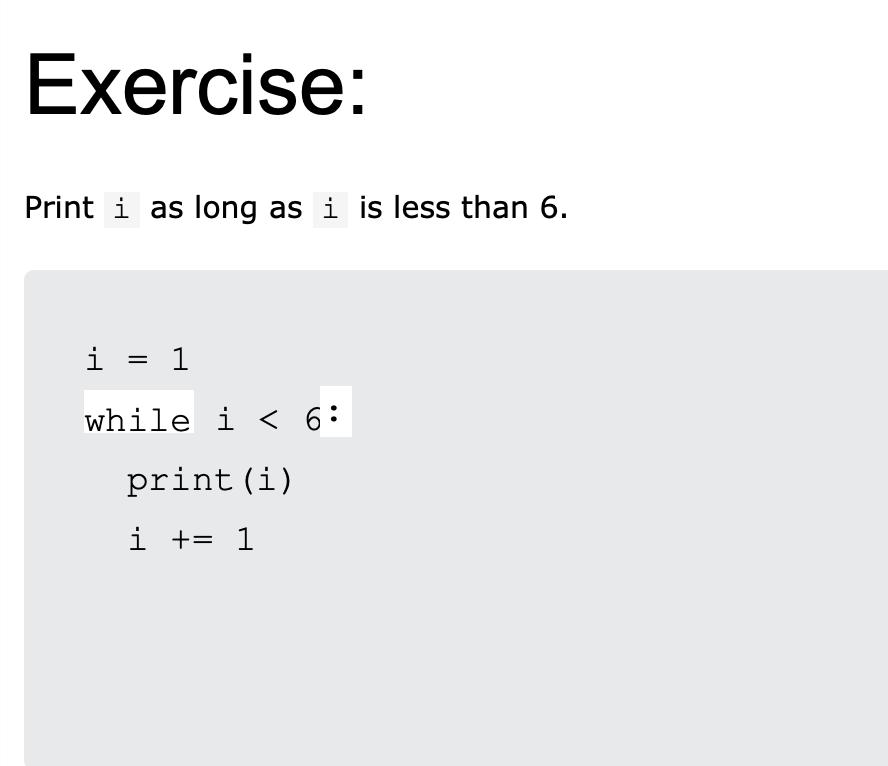 Exercise:
Print i as long as i is less than 6.
i = 1
while i < 6:
  print(i)
  i += 1